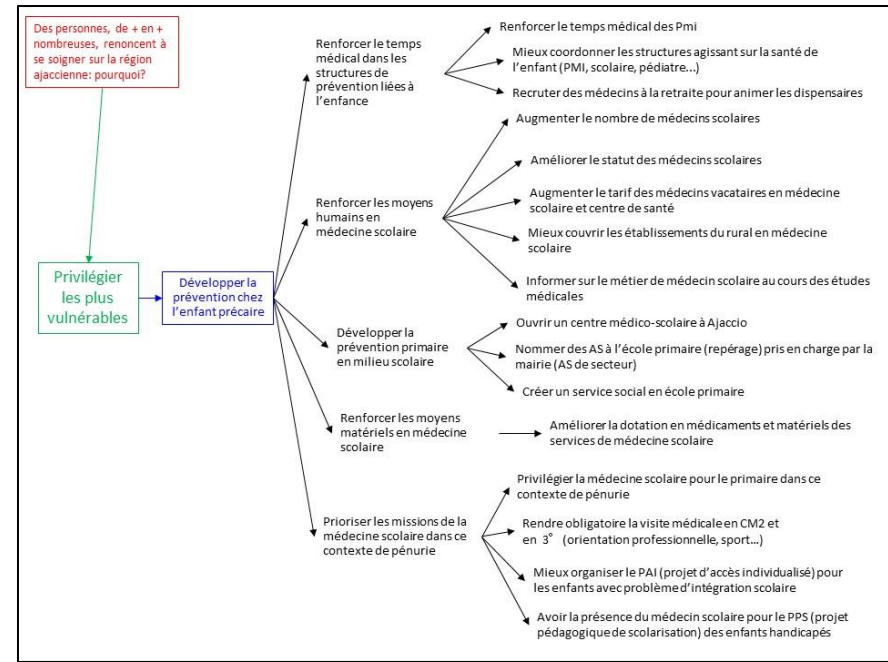 Des personnes, de + en +
nombreuses, renoncent à
se soigner sur la région
ajaccienne: pourquoi?
Privilégier
les plus
vulnérables
Développer la
prévention chez
l'enfant précaire
Renforcer le temps
médical dans les
structures de
prévention liées à
l'enfance
Renforcer le temps médical des Pmi
Mieux coordonner les structures agissant sur la santé de
l'enfant (PMI, scolaire, pédiatre...)
Recruter des médecins à la retraite pour animer les dispensaires
Renforcer les moyens
humains en
médecine scolaire
Augmenter le nombre de médecins scolaires
Améliorer le statut des médecins scolaires
Augmenter le tarif des médecins vacataires en médecine
scolaire et centre de santé
Mieux couvrir les établissements du rural en médecine
scolaire
Informer sur le métier de médecin scolaire au cours des études
médicales
Développer la
prévention primaire
en milieu scolaire
Ouvrir un centre médico-scolaire à Ajaccio
Nommer des AS à l'école primaire (repérage) pris en charge par la
mairie (AS de secteur)
Créer un service social en école primaire
Renforcer les moyens
matériels en médecine
scolaire
Améliorer la dotation en médicaments et matériels des
services de médecine scolaire
Prioriser les missions de la
médecine scolaire dans ce
contexte de pénurie
Privilégier la médecine scolaire pour le primaire dans ce
contexte de pénurie
Rendre obligatoire la visite médicale en CM2 et
en 3° (orientation professionnelle, sport...)
Mieux organiser le PAI (projet d'accès individualisé) pour
les enfants avec problème d'intégration scolaire
Avoir la présence du médecin scolaire pour le PPS (projet
pédagogique de scolarisation) des enfants handicapés